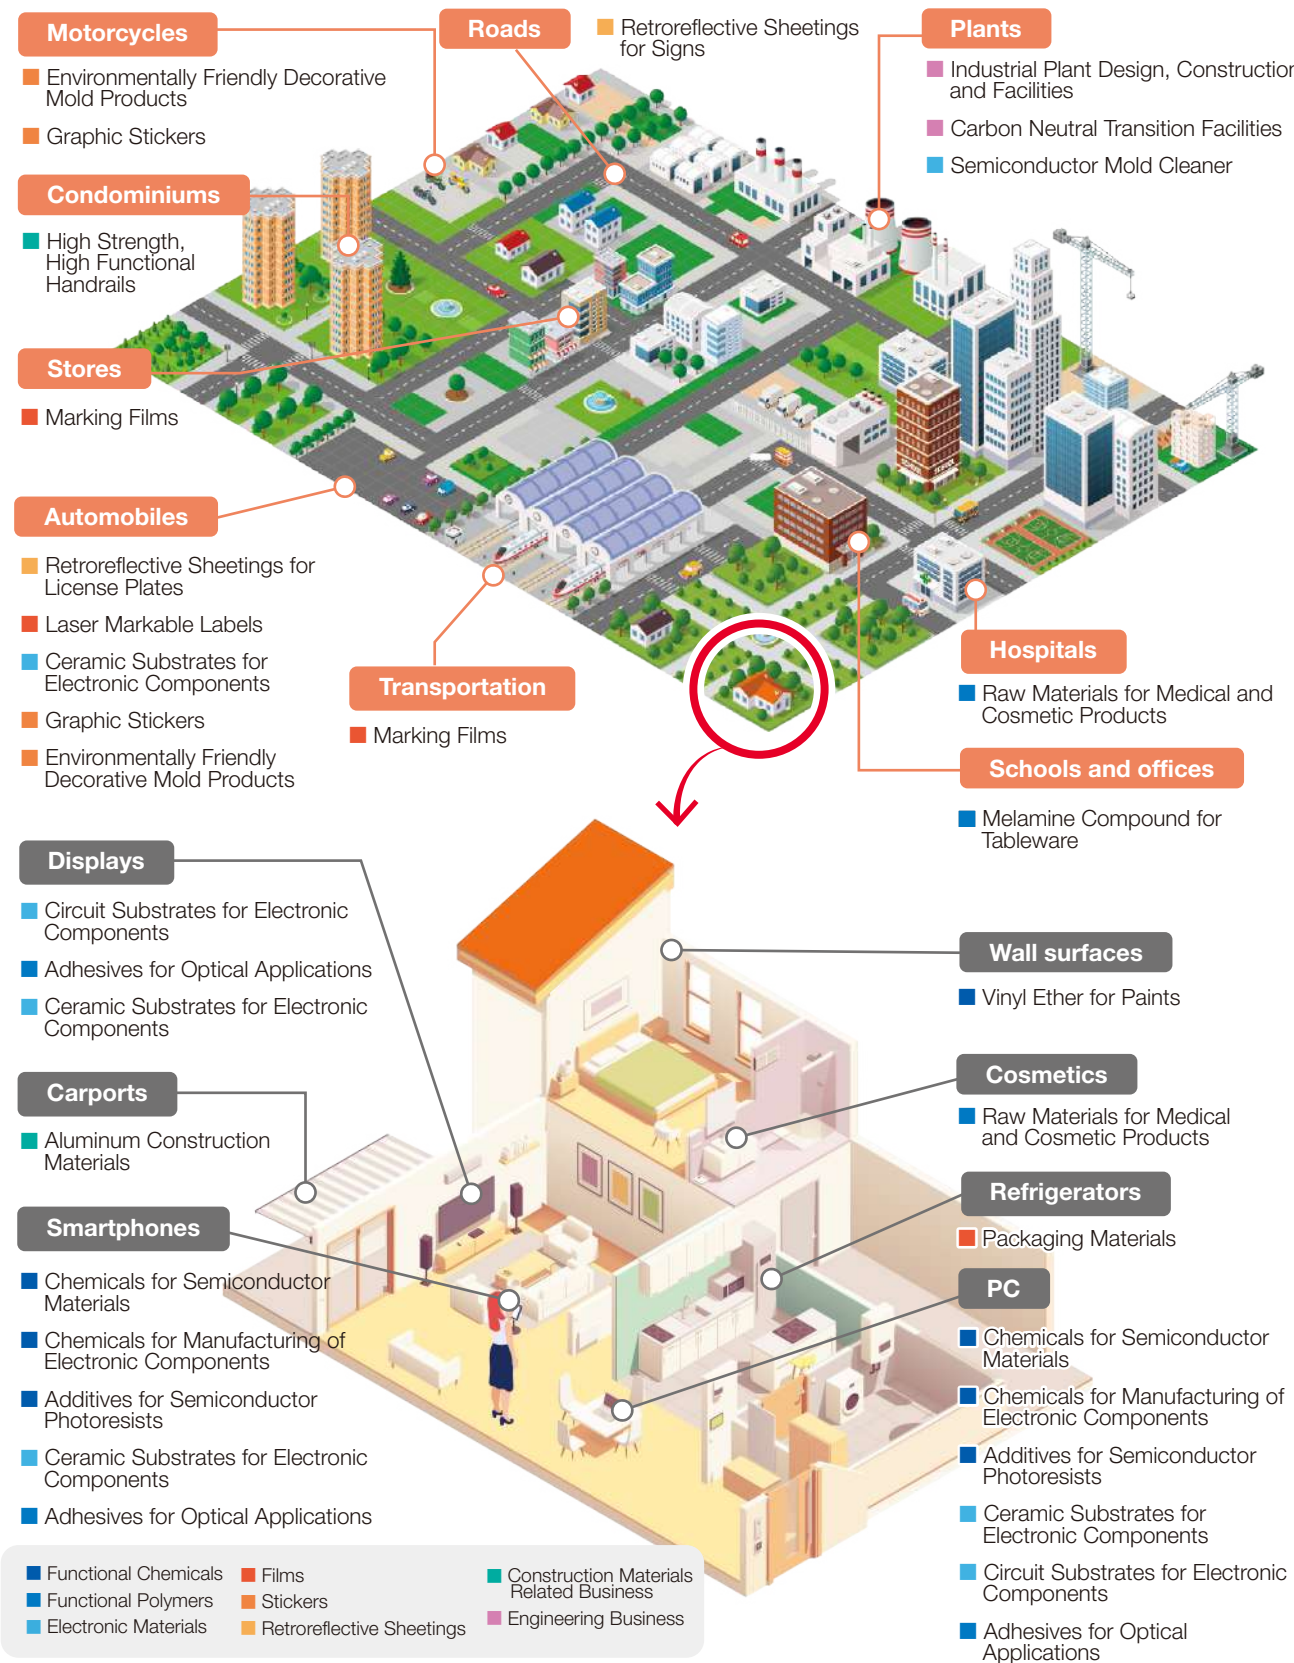 Motorcycles
Environmentally Friendly Decorative
Mold Products
Graphic Stickers
Roads
Retroreflective Sheetings
for Signs
Plants
Industrial Plant Design, Construction
and Facilities
Carbon Neutral Transition Facilities
Semiconductor Mold Cleaner
Condominiums
High Strength,
High Functional
Handrails
Stores
Marking Films
Automobiles
Retroreflective Sheetings for
License Plates
Laser Markable Labels
Ceramic Substrates for
Electronic Components
Graphic Stickers
Environmentally Friendly
Decorative Mold Products
Transportation
Marking Films
Hospitals
Raw Materials for Medical and
Cosmetic Products
Schools and offices
Melamine Compound for
Tableware
Displays
Circuit Substrates for Electronic
Components
Adhesives for Optical Applications
Ceramic Substrates for Electronic
Components
Carports
Aluminum Construction
Materials
Smartphones
Chemicals for Semiconductor
Materials
Chemicals for Manufacturing of
Electronic Components
Additives for Semiconductor
Photoresists
Ceramic Substrates for Electronic
Components
Adhesives for Optical Applications
Wall surfaces
Vinyl Ether for Paints
Cosmetics
Raw Materials for Medical
and Cosmetic Products
Refrigerators
Packaging Materials
PC
Chemicals for Semiconductor
Materials
Chemicals for Manufacturing of
Electronic Components
Additives for Semiconductor
Photoresists
Ceramic Substrates for
Electronic Components
Circuit Substrates for Electronic
Components
Adhesives for Optical
Applications
Functional Chemicals
Functional Polymers
Electronic Materials
Films
Stickers
Retroreflective Sheetings
Construction Materials
Related Business
Engineering Business